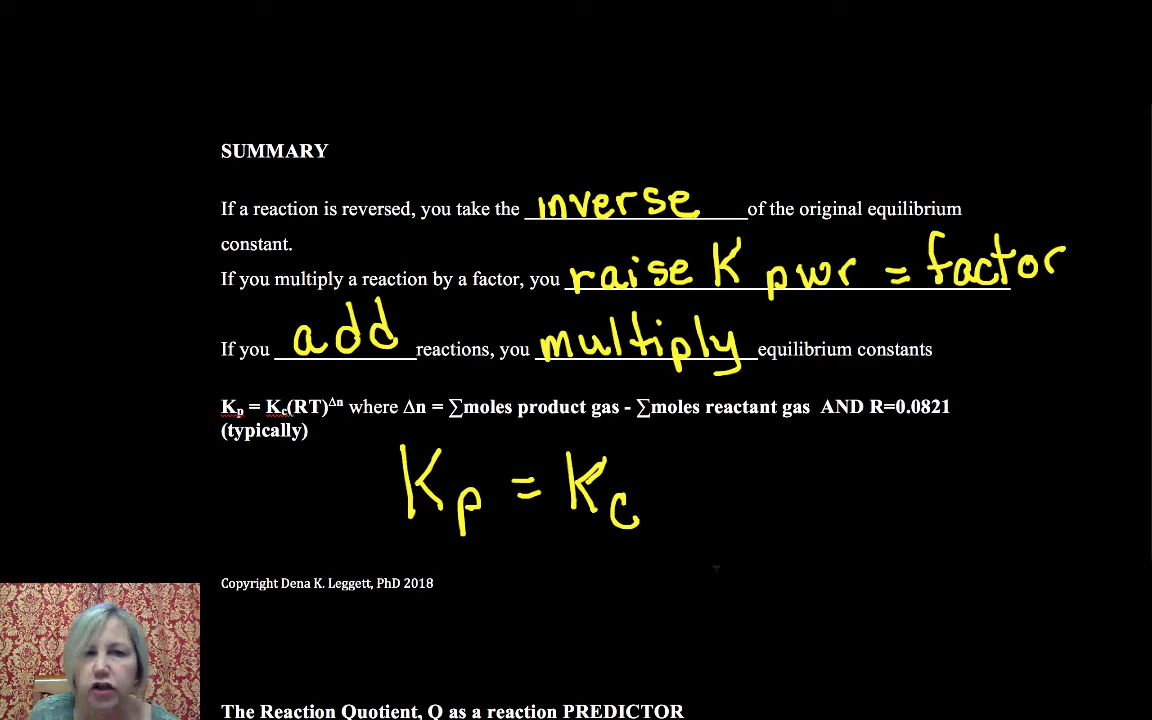 SUMMARY
If a reaction is reversed, you take the inverse of the original equilibrium
constant.
If you multiply a reaction by a factor, you raise K pwr = factor
If you add reactions, you multiply equilibrium constants
Kp = Kc(RT)^Δn where Δn = ∑moles product gas - ∑moles reactant gas AND R=0.0821
(typically)
Kp = Kc
Copyright Dena K. Leggett, PhD 2018
The Reaction Quotient, Q as a reaction PREDICTOR